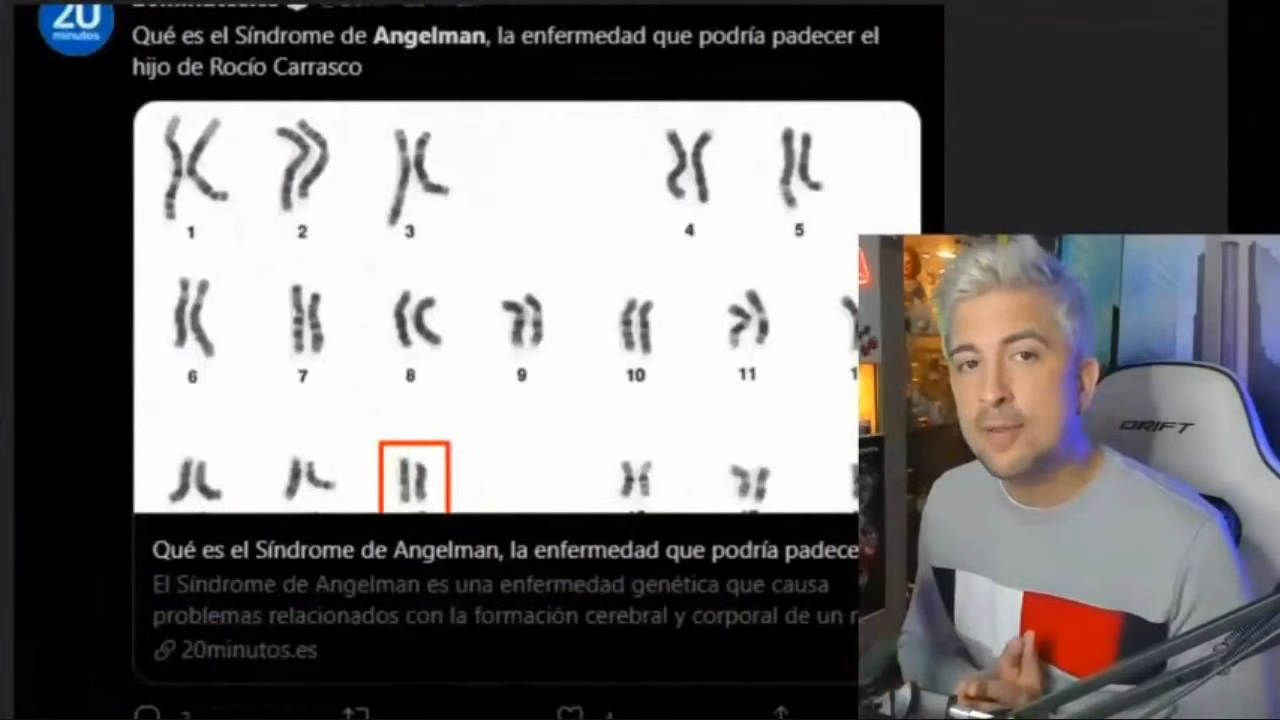 20
minutos
Qué es el Síndrome de Angelman, la enfermedad que podría padecer el
hijo de Rocío Carrasco
1 2 3 4 5
6 7 8 9 10 11
DRIFT
Qué es el Síndrome de Angelman, la enfermedad que podría padece
El Síndrome de Angelman es una enfermedad genética que causa
problemas relacionados con la formación cerebral y corporal de un
20minutos.es